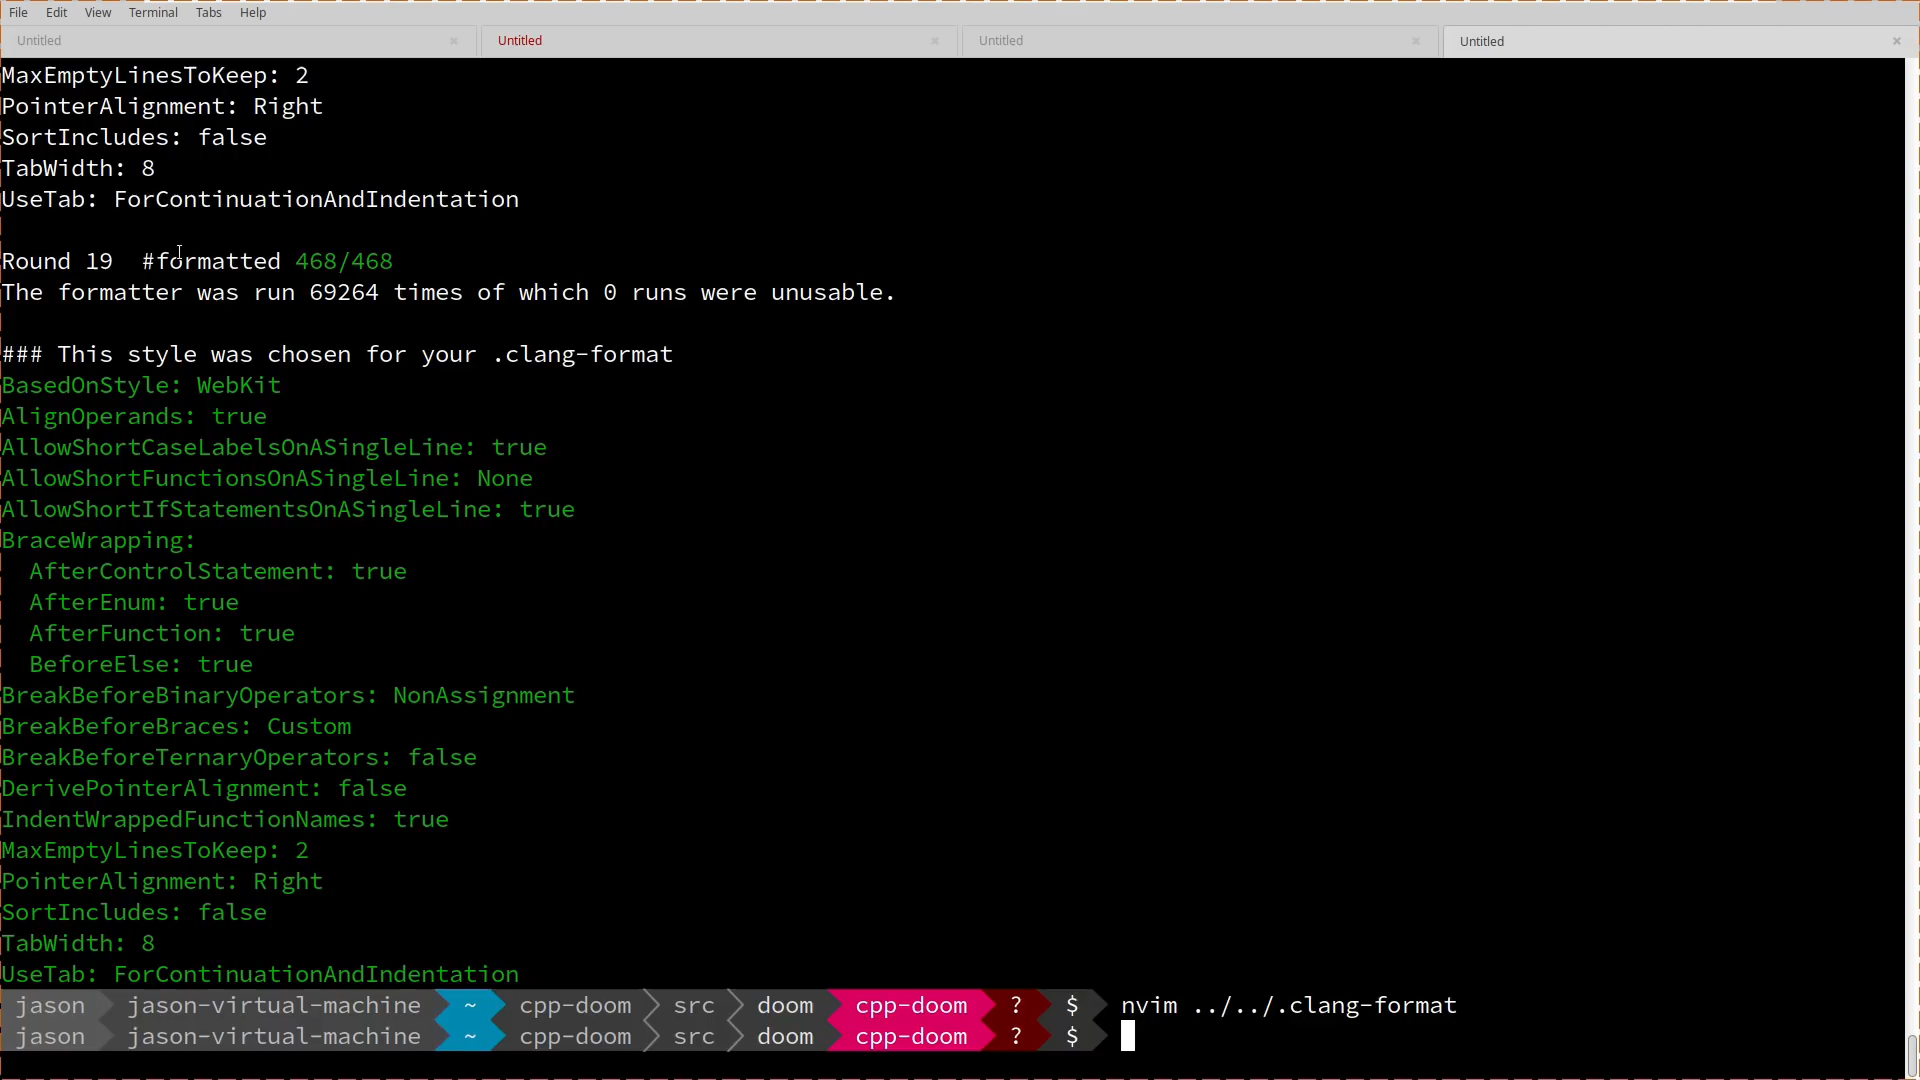 File Edit View Terminal Tabs Help
Untitled Untitled Untitled Untitled
MaxEmptyLinesToKeep: 2
PointerAlignment: Right
SortIncludes: false
TabWidth: 8
UseTab: ForContinuationAndIndentation
Round 19 #formatted 468/468
The formatter was run 69264 times of which 0 runs were unusable.
### This style was chosen for your .clang-format
BasedOnStyle: WebKit
AlignOperands: true
AllowShortCaseLabelsOnASingleLine: true
AllowShortFunctionsOnASingleLine: None
AllowShortIfStatementsOnASingleLine: true
BraceWrapping:
  AfterControlStatement: true
  AfterEnum: true
  AfterFunction: true
  BeforeElse: true
BreakBeforeBinaryOperators: NonAssignment
BreakBeforeBraces: Custom
BreakBeforeTernaryOperators: false
DerivePointerAlignment: false
IndentWrappedFunctionNames: true
MaxEmptyLinesToKeep: 2
PointerAlignment: Right
SortIncludes: false
TabWidth: 8
UseTab: ForContinuationAndIndentation
jason jason-virtual-machine ~ cpp-doom src doom cpp-doom ? $ nvim ../../.clang-format
jason jason-virtual-machine ~ cpp-doom src doom cpp-doom ? $